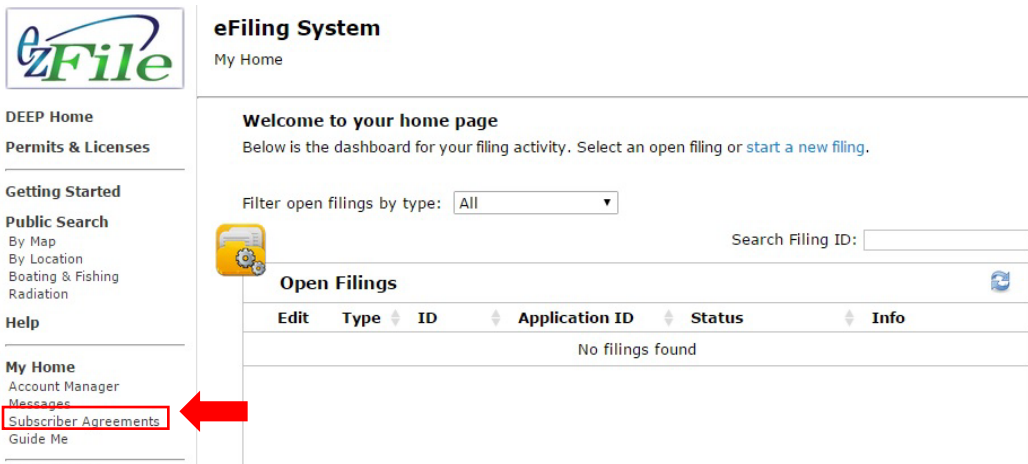 ezFile
DEEP Home
Permits & Licenses
Getting Started
Public Search
By Map
By Location
Boating & Fishing
Radiation
Help
My Home
Account Manager
Messages
Subscriber Agreements
Guide Me
eFiling System
My Home
Welcome to your home page
Below is the dashboard for your filing activity. Select an open filing or start a new filing.
Filter open filings by type: All
Search Filing ID:
Open Filings
Edit Type ID Application ID Status Info
No filings found